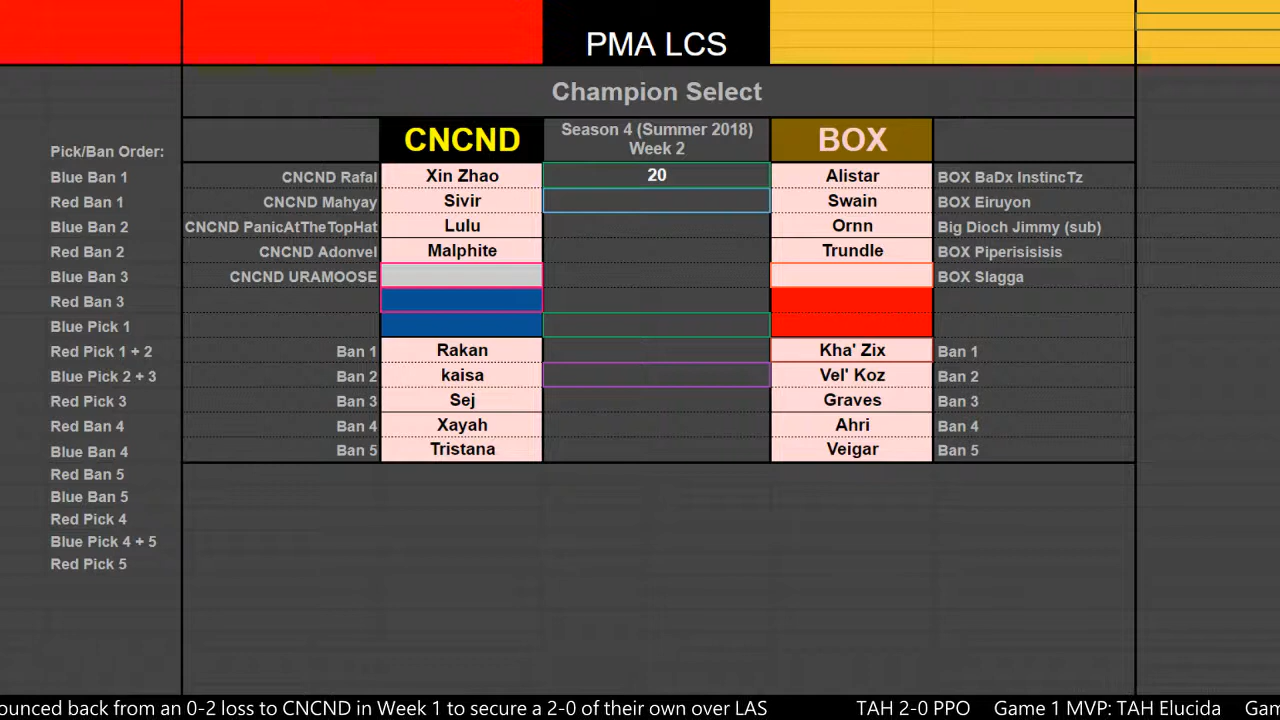 PMA LCS
Champion Select
CNCND
Season 4 (Summer 2018)
Week 2
BOX
Pick/Ban Order:
Blue Ban 1
CNCND Rafal
Xin Zhao
20
Alistar
BOX BaDx InstincTz
Red Ban 1
CNCND Mahyay
Sivir
Swain
BOX Eiruyon
Blue Ban 2
CNCND PanicAtTheTopHat
Lulu
Ornn
Big Dioch Jimmy (sub)
Red Ban 2
CNCND Adonvel
Malphite
Trundle
BOX Piperisisisis
Blue Ban 3
CNCND URAMOOSE
BOX Slagga
Red Ban 3
Blue Pick 1
Red Pick 1 + 2
Ban 1
Rakan
Kha' Zix
Ban 1
Blue Pick 2 + 3
Ban 2
kaisa
Vel' Koz
Ban 2
Red Pick 3
Ban 3
Sej
Graves
Ban 3
Red Ban 4
Ban 4
Xayah
Ahri
Ban 4
Blue Ban 4
Ban 5
Tristana
Veigar
Ban 5
Red Ban 5
Blue Ban 5
Red Pick 4
Blue Pick 4 + 5
Red Pick 5
ounced back from an 0-2 loss to CNCND in Week 1 to secure a 2-0 of their own over LAS TAH 2-0 PPO Game 1 MVP: TAH Elucida Gam